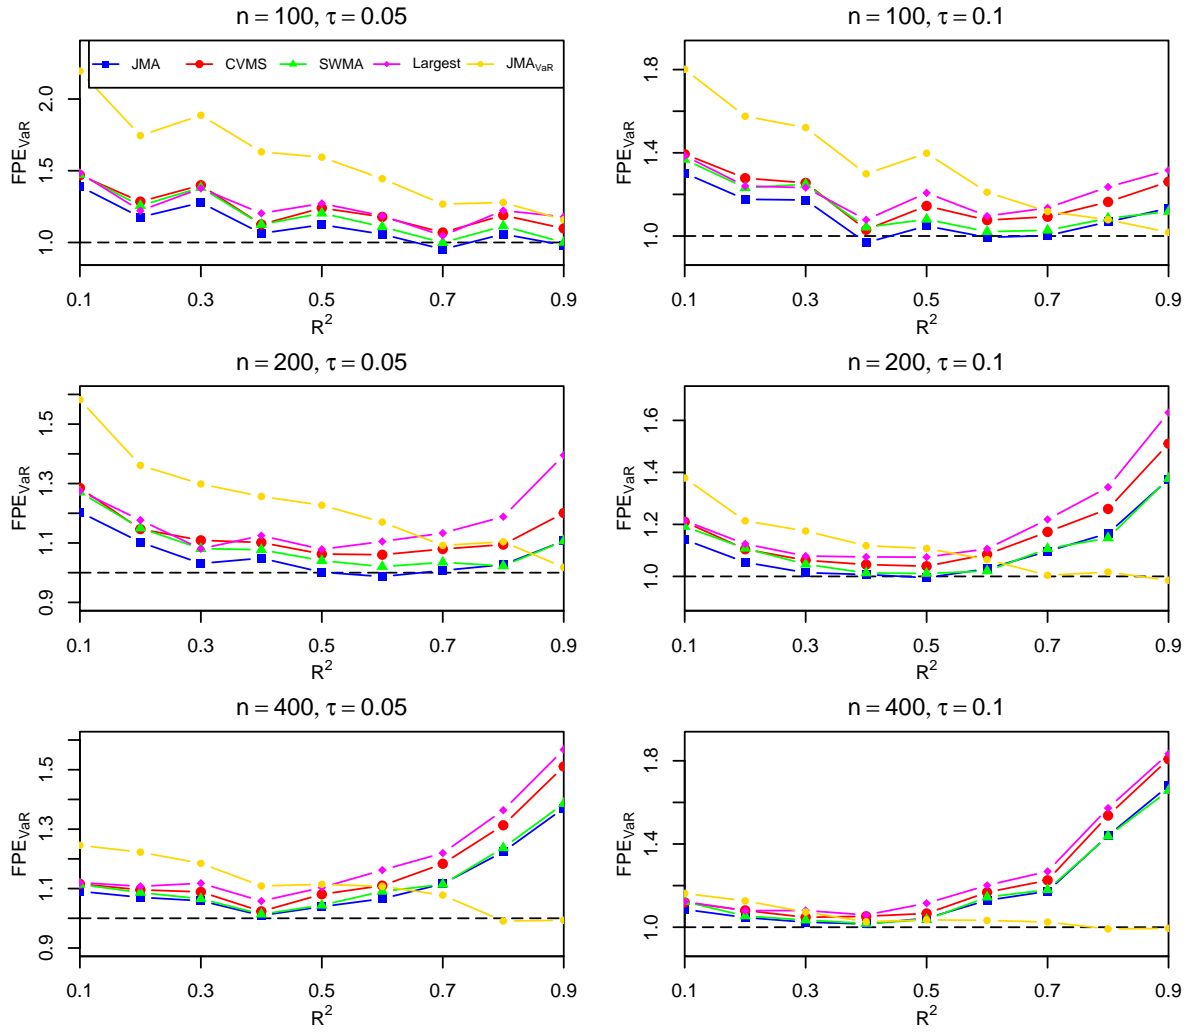 n = 100, τ = 0.05
JMA CVMS SWMA Largest JMA_VaR
FPE_VaR
2.0
1.5
1.0
0.1 0.3 0.5 0.7 0.9
R²
n = 100, τ = 0.1
FPE_VaR
1.8
1.4
1.0
0.1 0.3 0.5 0.7 0.9
R²
n = 200, τ = 0.05
FPE_VaR
1.5
1.3
1.1
0.9
0.1 0.3 0.5 0.7 0.9
R²
n = 200, τ = 0.1
FPE_VaR
1.6
1.4
1.2
1.0
0.1 0.3 0.5 0.7 0.9
R²
n = 400, τ = 0.05
FPE_VaR
1.5
1.3
1.1
0.9
0.1 0.3 0.5 0.7 0.9
R²
n = 400, τ = 0.1
FPE_VaR
1.8
1.4
1.0
0.1 0.3 0.5 0.7 0.9
R²